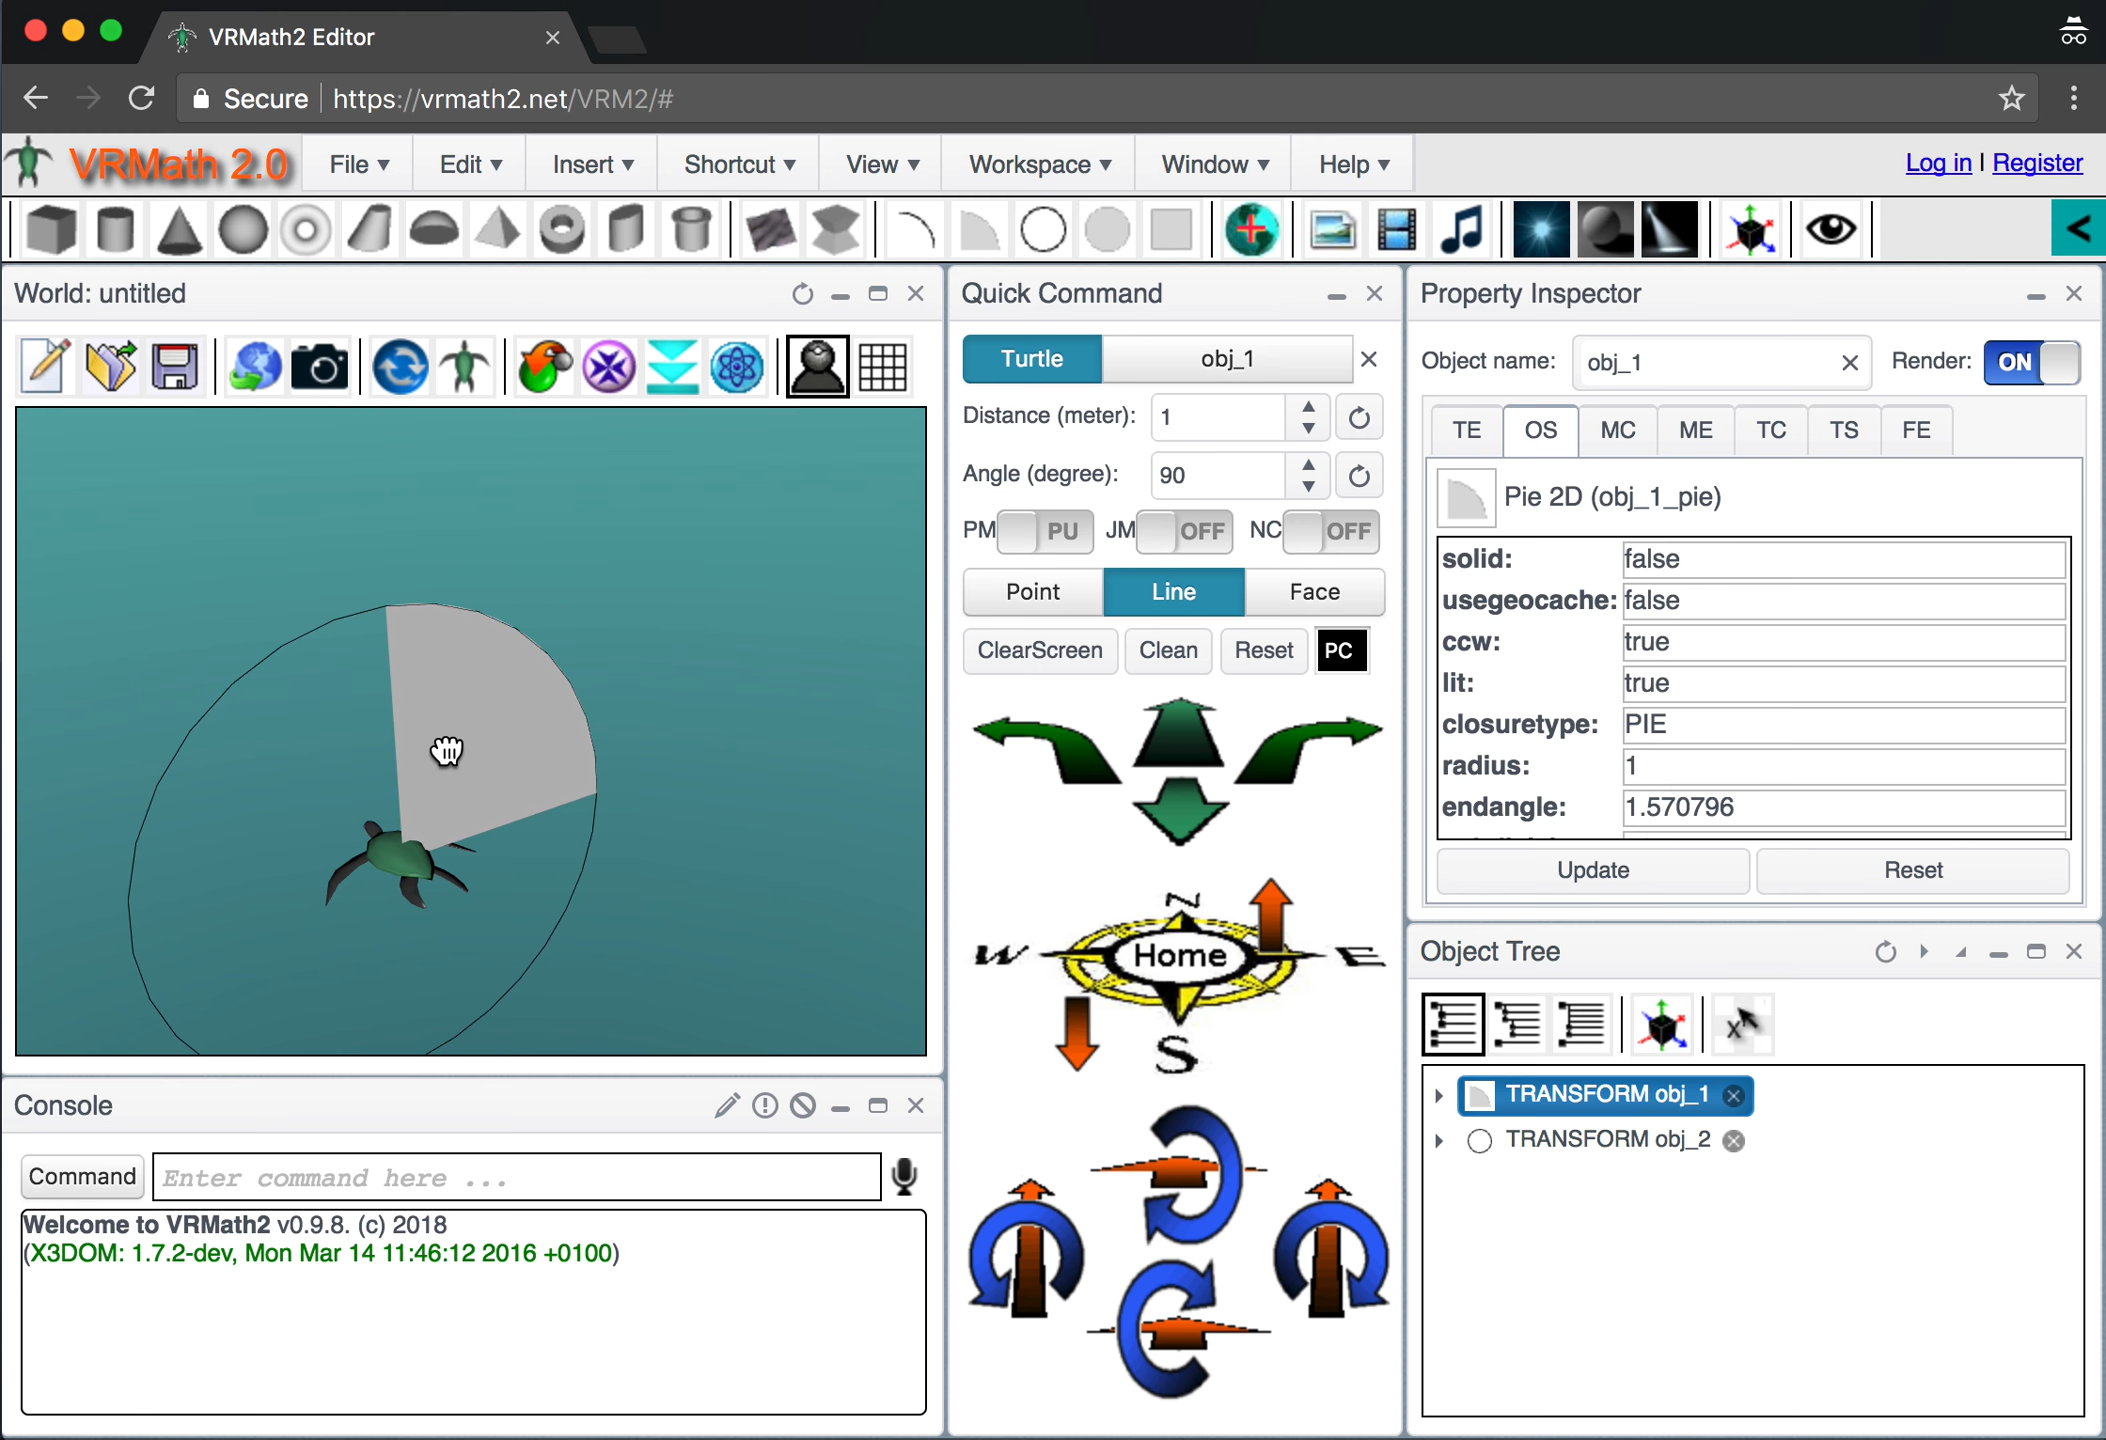 VRMath2 Editor
Secure https://vrmath2.net/VRM2/#
VRMath 2.0 File ▾ Edit ▾ Insert ▾ Shortcut ▾ View ▾ Workspace ▾ Window ▾ Help ▾ Log in | Register
World: untitled
Quick Command
Turtle obj_1
Distance (meter): 1
Angle (degree): 90
PM PU JM OFF NC OFF
Point Line Face
ClearScreen Clean Reset PC
N
W Home E
S
Property Inspector
Object name: obj_1 Render: ON
TE OS MC ME TC TS FE
Pie 2D (obj_1_pie)
solid: false
usegeocache: false
ccw: true
lit: true
closuretype: PIE
radius: 1
endangle: 1.570796
Update Reset
Object Tree
TRANSFORM obj_1
TRANSFORM obj_2
Console
Command Enter command here ...
Welcome to VRMath2 v0.9.8. (c) 2018
(X3DOM: 1.7.2-dev, Mon Mar 14 11:46:12 2016 +0100)